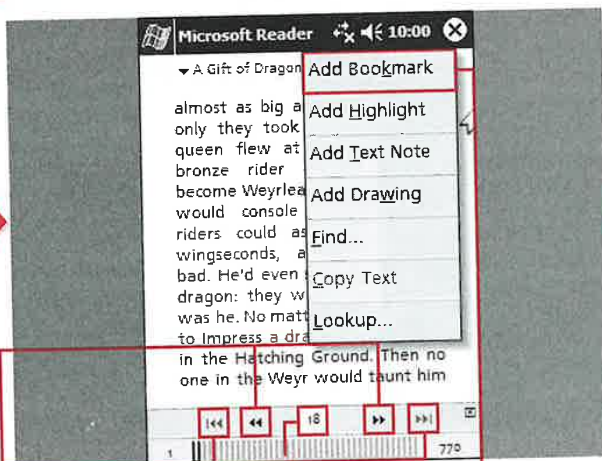 Microsoft Reader 10:00
A Gift of Dragon
almost as big a
only they took
queen flew at
bronze rider
become Weyrlea
would console
riders could as
wingseconds, a
bad. He'd even
dragon: they w
was he. No matt
to Impress a dra
in the Hatching Ground. Then no
one in the Weyr would taunt him
Add Bookmark
Add Highlight
Add Text Note
Add Drawing
Find...
Copy Text
Lookup...
18
1 770